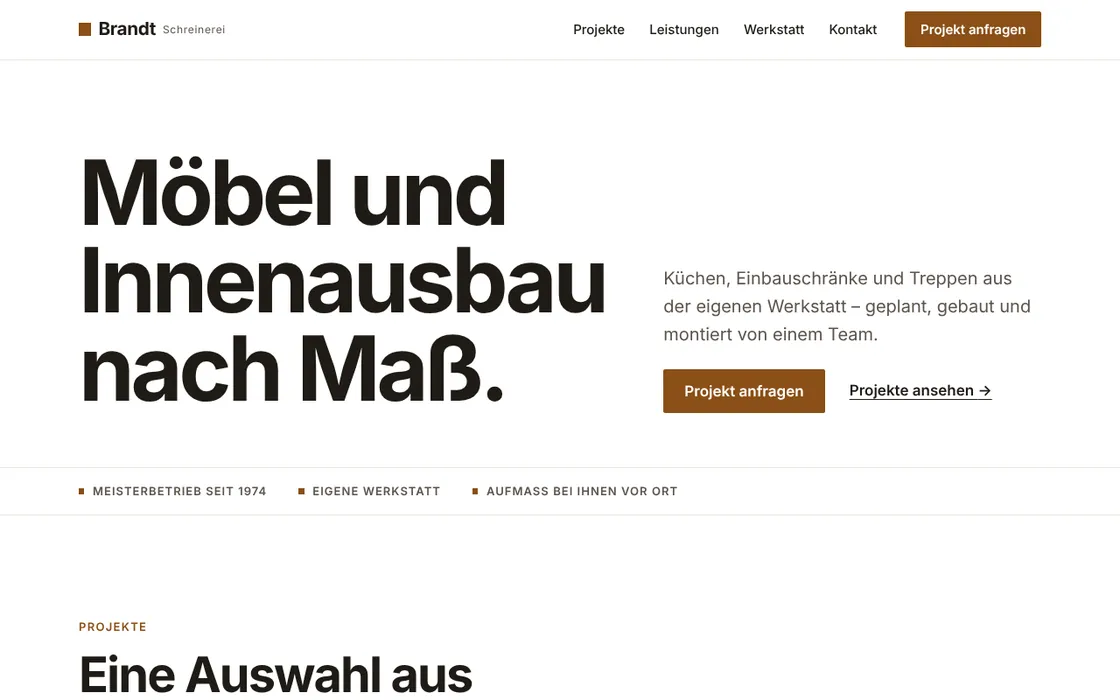 Brandt Schreinerei
Projekte Leistungen Werkstatt Kontakt Projekt anfragen
Möbel und
Innenausbau
nach Maß.
Küchen, Einbauschränke und Treppen aus
der eigenen Werkstatt – geplant, gebaut und
montiert von einem Team.
Projekt anfragen Projekte ansehen →
MEISTERBETRIEB SEIT 1974 EIGENE WERKSTATT AUFMASS BEI IHNEN VOR ORT
PROJEKTE
Eine Auswahl aus